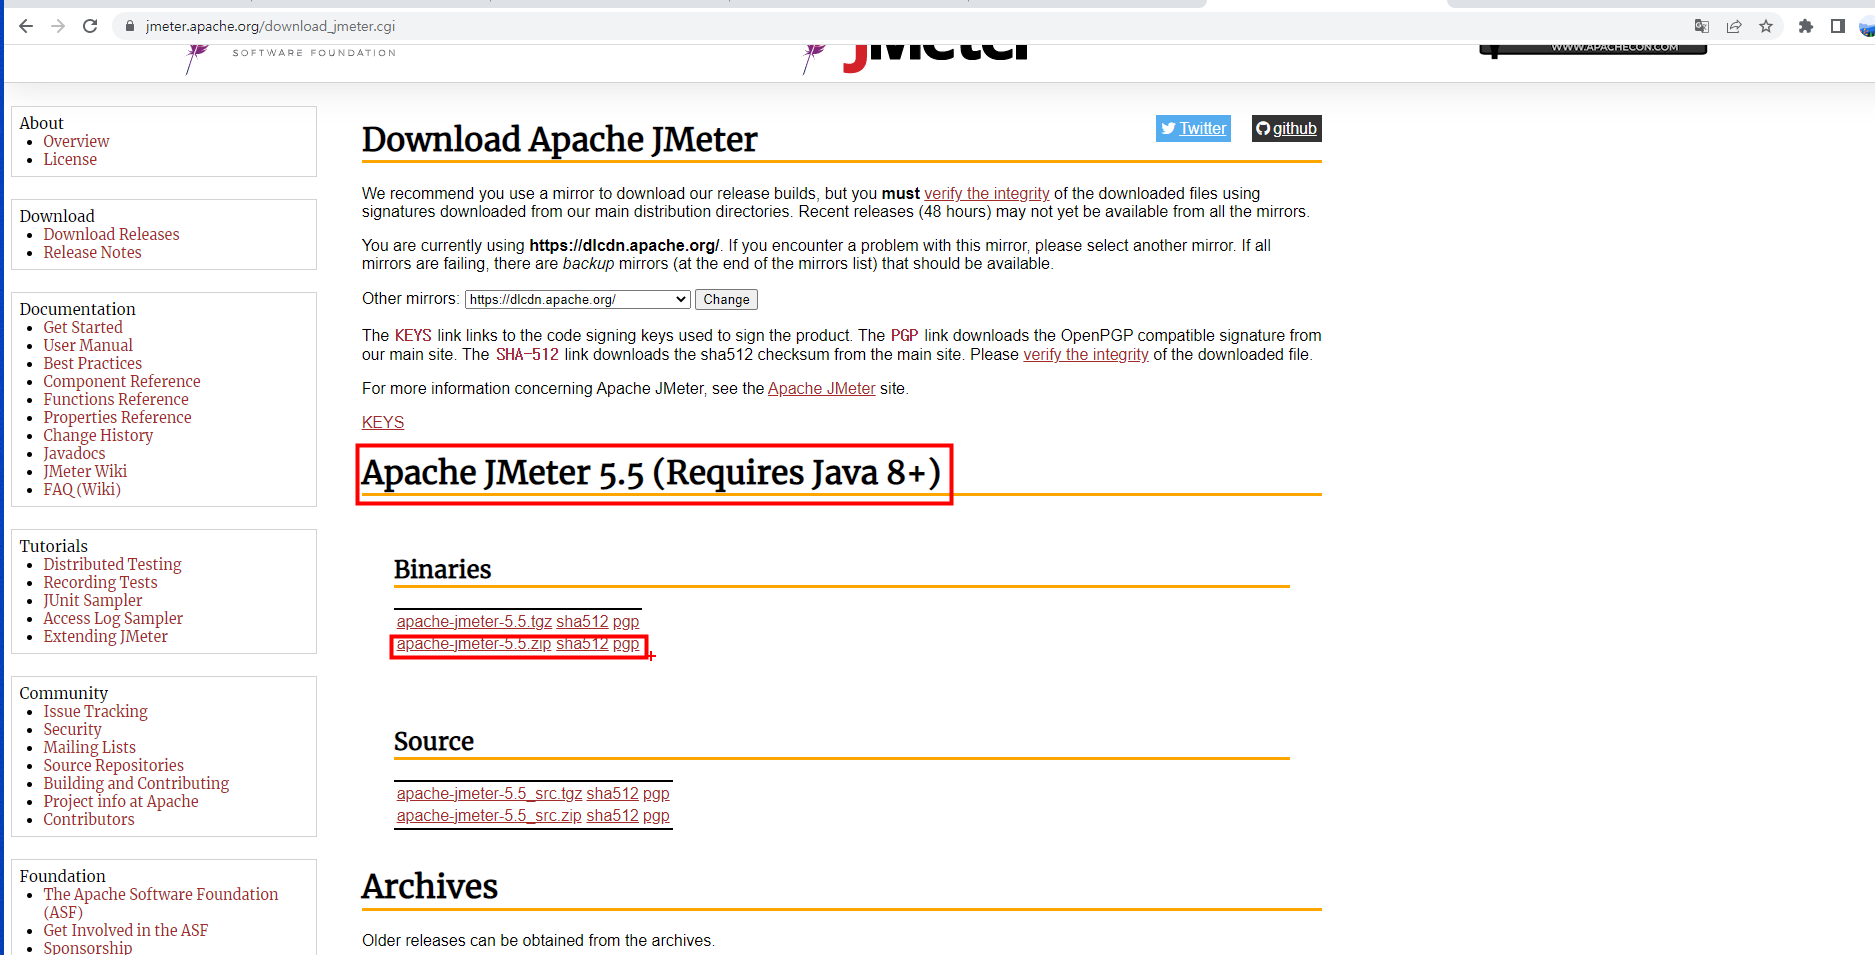 jmeter.apache.org/download_jmeter.cgi
SOFTWARE FOUNDATION
JMeter
WWW.APACHECON.COM
About
Overview
License
Download
Download Releases
Release Notes
Documentation
Get Started
User Manual
Best Practices
Component Reference
Functions Reference
Properties Reference
Change History
Javadocs
JMeter Wiki
FAQ (Wiki)
Tutorials
Distributed Testing
Recording Tests
JUnit Sampler
Access Log Sampler
Extending JMeter
Community
Issue Tracking
Security
Mailing Lists
Source Repositories
Building and Contributing
Project info at Apache
Contributors
Foundation
The Apache Software Foundation
(ASF)
Get Involved in the ASF
Sponsorship
Download Apache JMeter
Twitter
github
We recommend you use a mirror to download our release builds, but you must verify the integrity of the downloaded files using
signatures downloaded from our main distribution directories. Recent releases (48 hours) may not yet be available from all the mirrors.
You are currently using https://dlcdn.apache.org/. If you encounter a problem with this mirror, please select another mirror. If all
mirrors are failing, there are backup mirrors (at the end of the mirrors list) that should be available.
Other mirrors: https://dlcdn.apache.org/ Change
The KEYS link links to the code signing keys used to sign the product. The PGP link downloads the OpenPGP compatible signature from
our main site. The SHA-512 link downloads the sha512 checksum from the main site. Please verify the integrity of the downloaded file.
For more information concerning Apache JMeter, see the Apache JMeter site.
KEYS
Apache JMeter 5.5 (Requires Java 8+)
Binaries
apache-jmeter-5.5.tgz sha512 pgp
apache-jmeter-5.5.zip sha512 pgp
Source
apache-jmeter-5.5_src.tgz sha512 pgp
apache-jmeter-5.5_src.zip sha512 pgp
Archives
Older releases can be obtained from the archives.